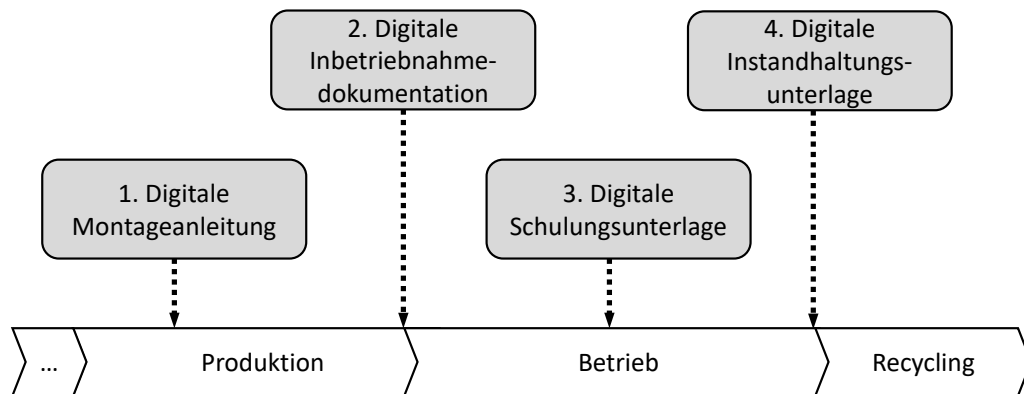 2. Digitale
Inbetriebnahme-
dokumentation
4. Digitale
Instandhaltungs-
unterlage
1. Digitale
Montageanleitung
3. Digitale
Schulungsunterlage
...
Produktion
Betrieb
Recycling